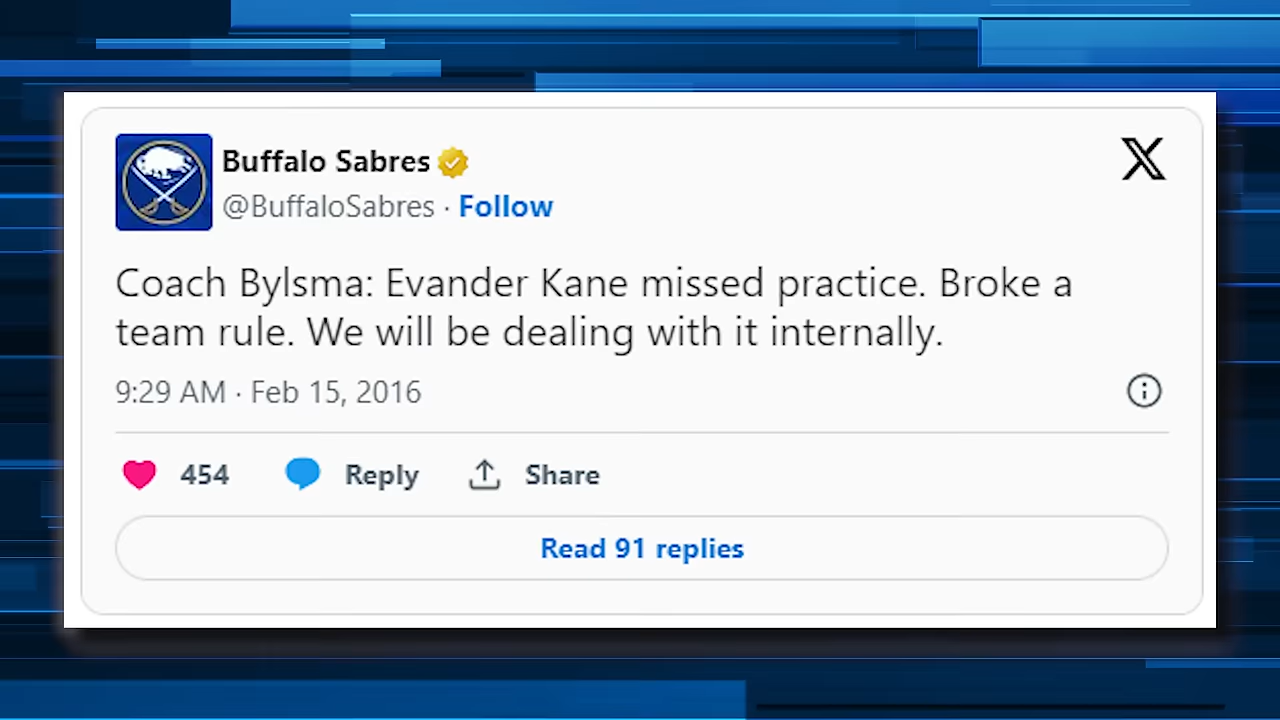 Buffalo Sabres
@BuffaloSabres · Follow
Coach Bylsma: Evander Kane missed practice. Broke a
team rule. We will be dealing with it internally.
9:29 AM · Feb 15, 2016
454 Reply Share
Read 91 replies